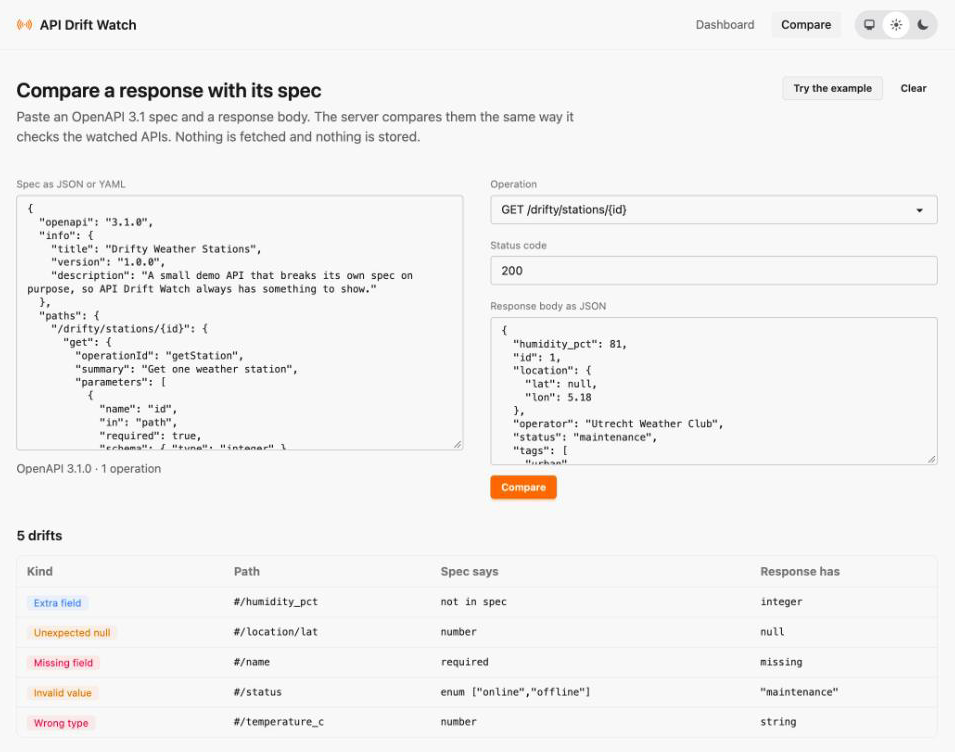 API Drift Watch
Dashboard
Compare
Compare a response with its spec
Try the example
Clear
Paste an OpenAPI 3.1 spec and a response body. The server compares them the same way it
checks the watched APIs. Nothing is fetched and nothing is stored.
Spec as JSON or YAML
{
"openapi": "3.1.0",
"info": {
"title": "Drifty Weather Stations",
"version": "1.0.0",
"description": "A small demo API that breaks its own spec on
purpose, so API Drift Watch always has something to show."
},
"paths": {
"/drifty/stations/{id}": {
"get": {
"operationId": "getStation",
"summary": "Get one weather station",
"parameters": [
{
"name": "id",
"in": "path",
"required": true,
"schema": { "type": "integer" }
OpenAPI 3.1.0 · 1 operation
Operation
GET /drifty/stations/{id}
Status code
200
Response body as JSON
{
"humidity_pct": 81,
"id": 1,
"location": {
"lat": null,
"lon": 5.18
},
"operator": "Utrecht Weather Club",
"status": "maintenance",
"tags": [
"urban"
Compare
5 drifts
Kind Path Spec says Response has
Extra field #/humidity_pct not in spec integer
Unexpected null #/location/lat number null
Missing field #/name required missing
Invalid value #/status enum ["online","offline"] "maintenance"
Wrong type #/temperature_c number string